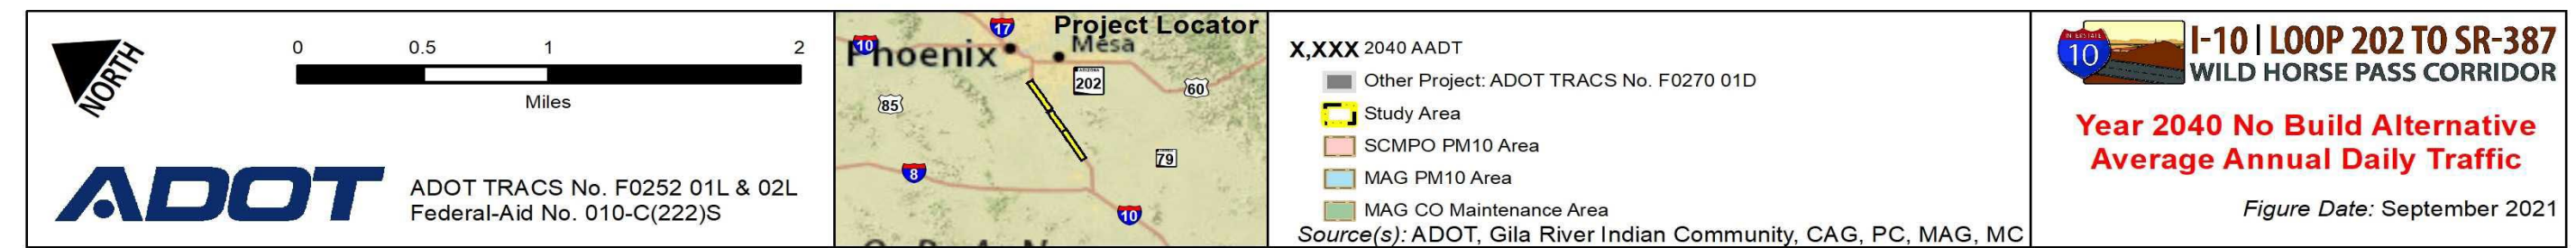 NORTH
0 0.5 1 2
Miles
ADOT
ADOT TRACS No. F0252 01L & 02L
Federal-Aid No. 010-C(222)S
Project Locator
17
10
Phoenix
Mesa
ARIZONA
202
60
85
79
8
10
X,XXX 2040 AADT
Other Project: ADOT TRACS No. F0270 01D
Study Area
SCMPO PM10 Area
MAG PM10 Area
MAG CO Maintenance Area
Source(s): ADOT, Gila River Indian Community, CAG, PC, MAG, MC
INTERSTATE
10
I-10 | LOOP 202 TO SR-387
WILD HORSE PASS CORRIDOR
Year 2040 No Build Alternative
Average Annual Daily Traffic
Figure Date: September 2021